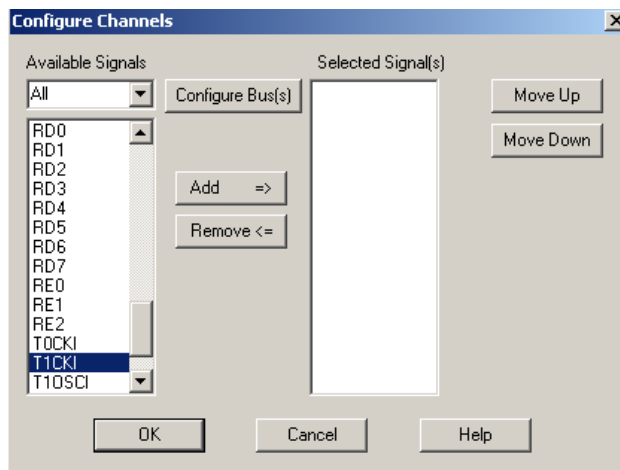 Configure Channels
Available Signals
Selected Signal(s)
All
Configure Bus(s)
Move Up
Move Down
RD0
RD1
RD2
RD3
RD4
RD5
RD6
RD7
RE0
RE1
RE2
T0CKI
T1CKI
T1OSCI
Add =>
Remove <=
OK
Cancel
Help